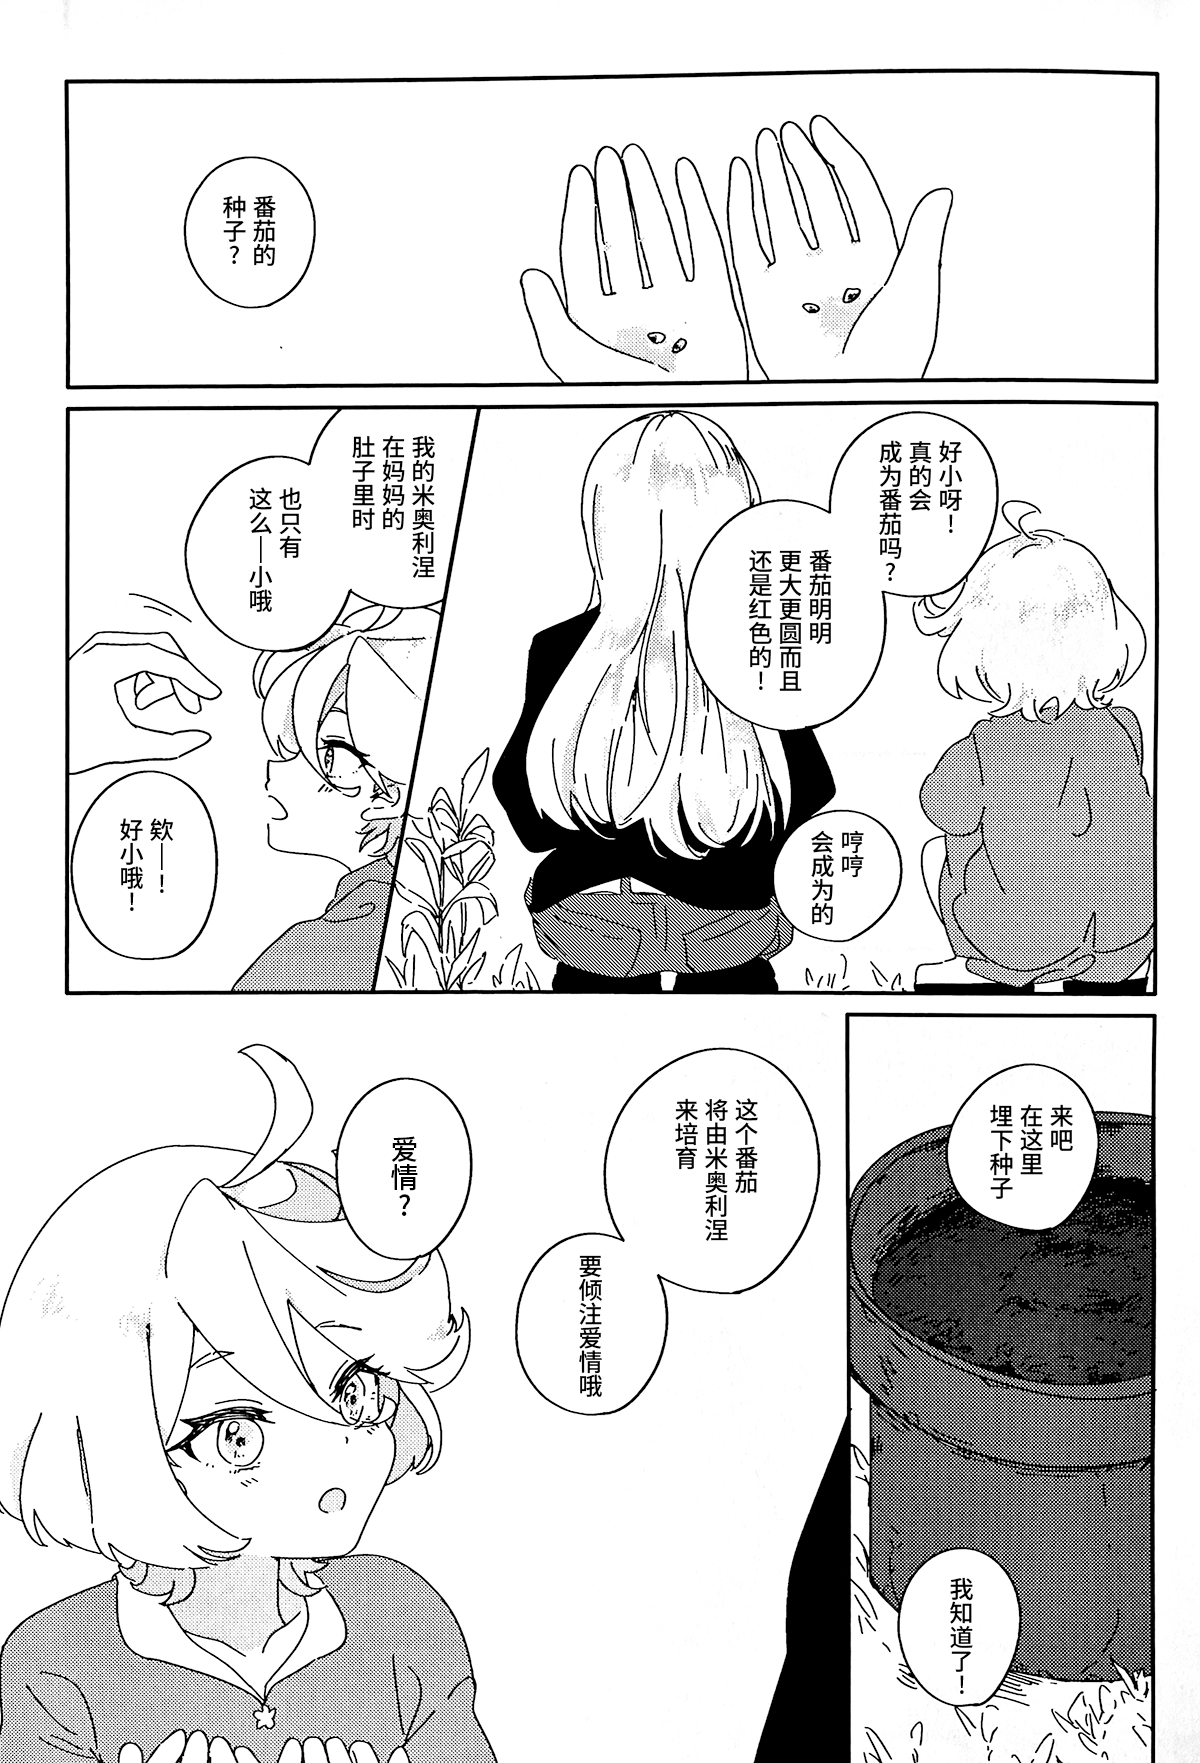 番茄的
种子？
好小呀！
真的会
成为番茄吗？
番茄明明
更大更圆而且
还是红色的！
哼哼
会成为的
我的米奥利涅
在妈妈的
肚子里时
也只有
这么—小哦
欸—！
好小哦！
来吧
在这里
埋下种子
我知道了！
这个番茄
将由米奥利涅
来培育
要倾注爱情哦
爱情？